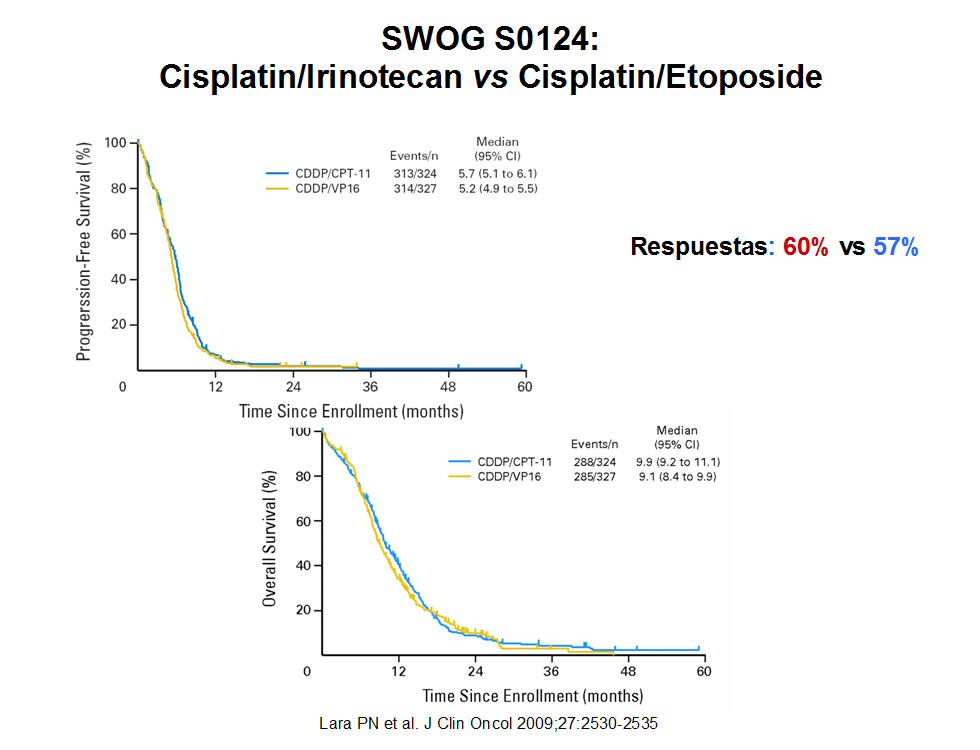 SWOG S0124:
Cisplatin/Irinotecan vs Cisplatin/Etoposide
Progrerssion-Free Survival (%)
100
80
60
40
20
0 12 24 36 48 60
Time Since Enrollment (months)
Median
Events/n (95% CI)
CDDP/CPT-11 313/324 5.7 (5.1 to 6.1)
CDDP/VP16 314/327 5.2 (4.9 to 5.5)
Respuestas: 60% vs 57%
Overall Survival (%)
100
80
60
40
20
0 12 24 36 48 60
Time Since Enrollment (months)
Median
Events/n (95% CI)
CDDP/CPT-11 288/324 9.9 (9.2 to 11.1)
CDDP/VP16 285/327 9.1 (8.4 to 9.9)
Lara PN et al. J Clin Oncol 2009;27:2530-2535